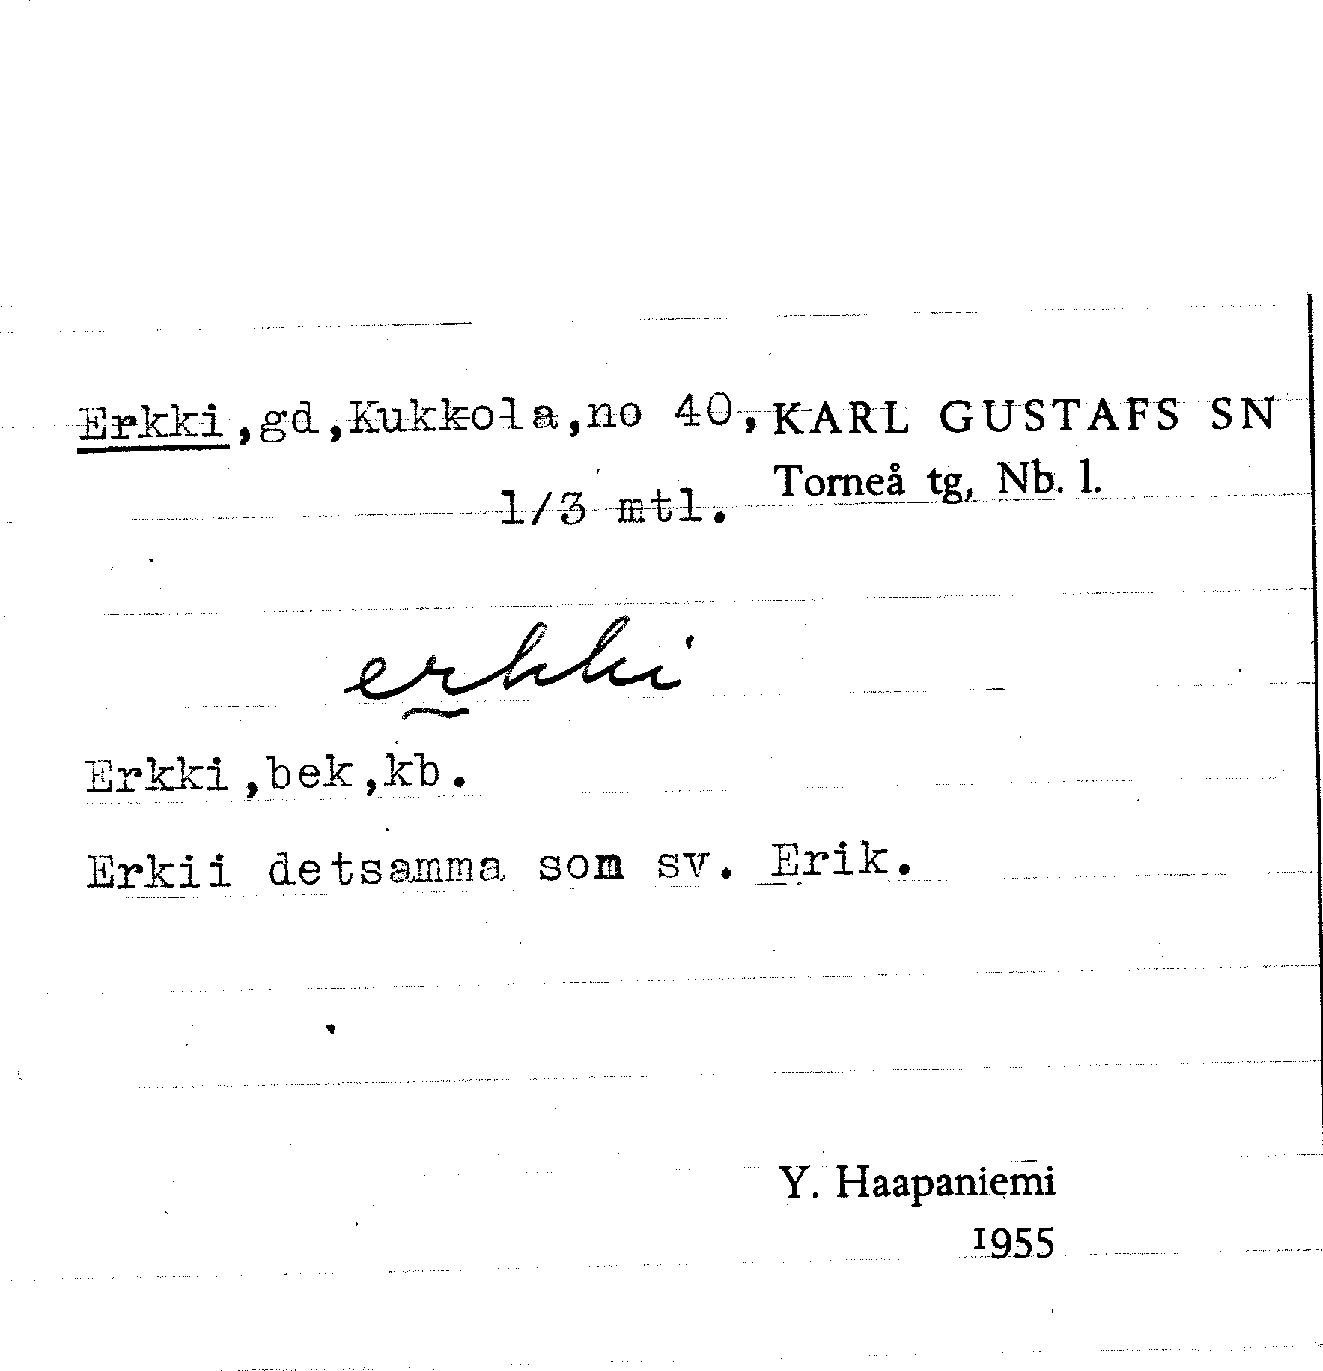 Erkki,gd,Kukkola,no 40, KARL GUSTAFS SN
1/3 mtl. Torneå tg, Nb. l.
erkki
Erkki,bek,kb.
Erkii detsamma som sv. Erik.
Y. Haapaniemi
1955